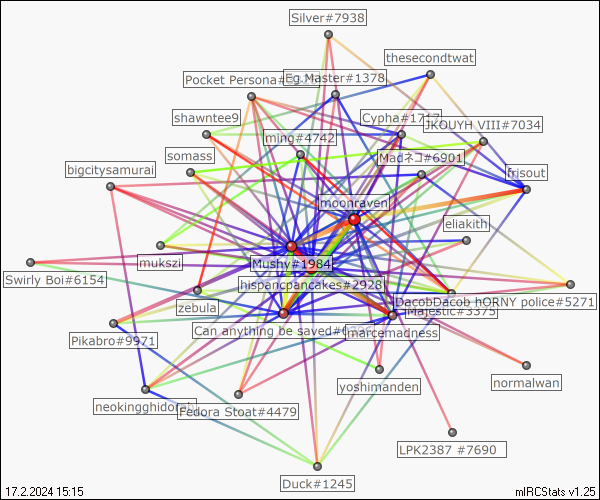 Silver#7938
thesecondtwat
Pocket Persona#
Eg.Master#1378
shawntee9
Cypha#1717
JKOUYH VIII#7034
ming#4742
somass
Madネコ#6901
bigcitysamurai
frisout
moonraven
eliakith
mukszi
Mushy#1984
Swirly Boi#6154
hispanicpancakes#2928
DacobDacob hORNY police#5271
zebula
Majestic#3375
Can anything be saved#
marcemadness
Pikabro#9971
normalwan
yoshimanden
neokingghidorah
Fedora Stoat#4479
LPK2387 #7690
Duck#1245
17.2.2024 15:15
mIRCStats v1.25